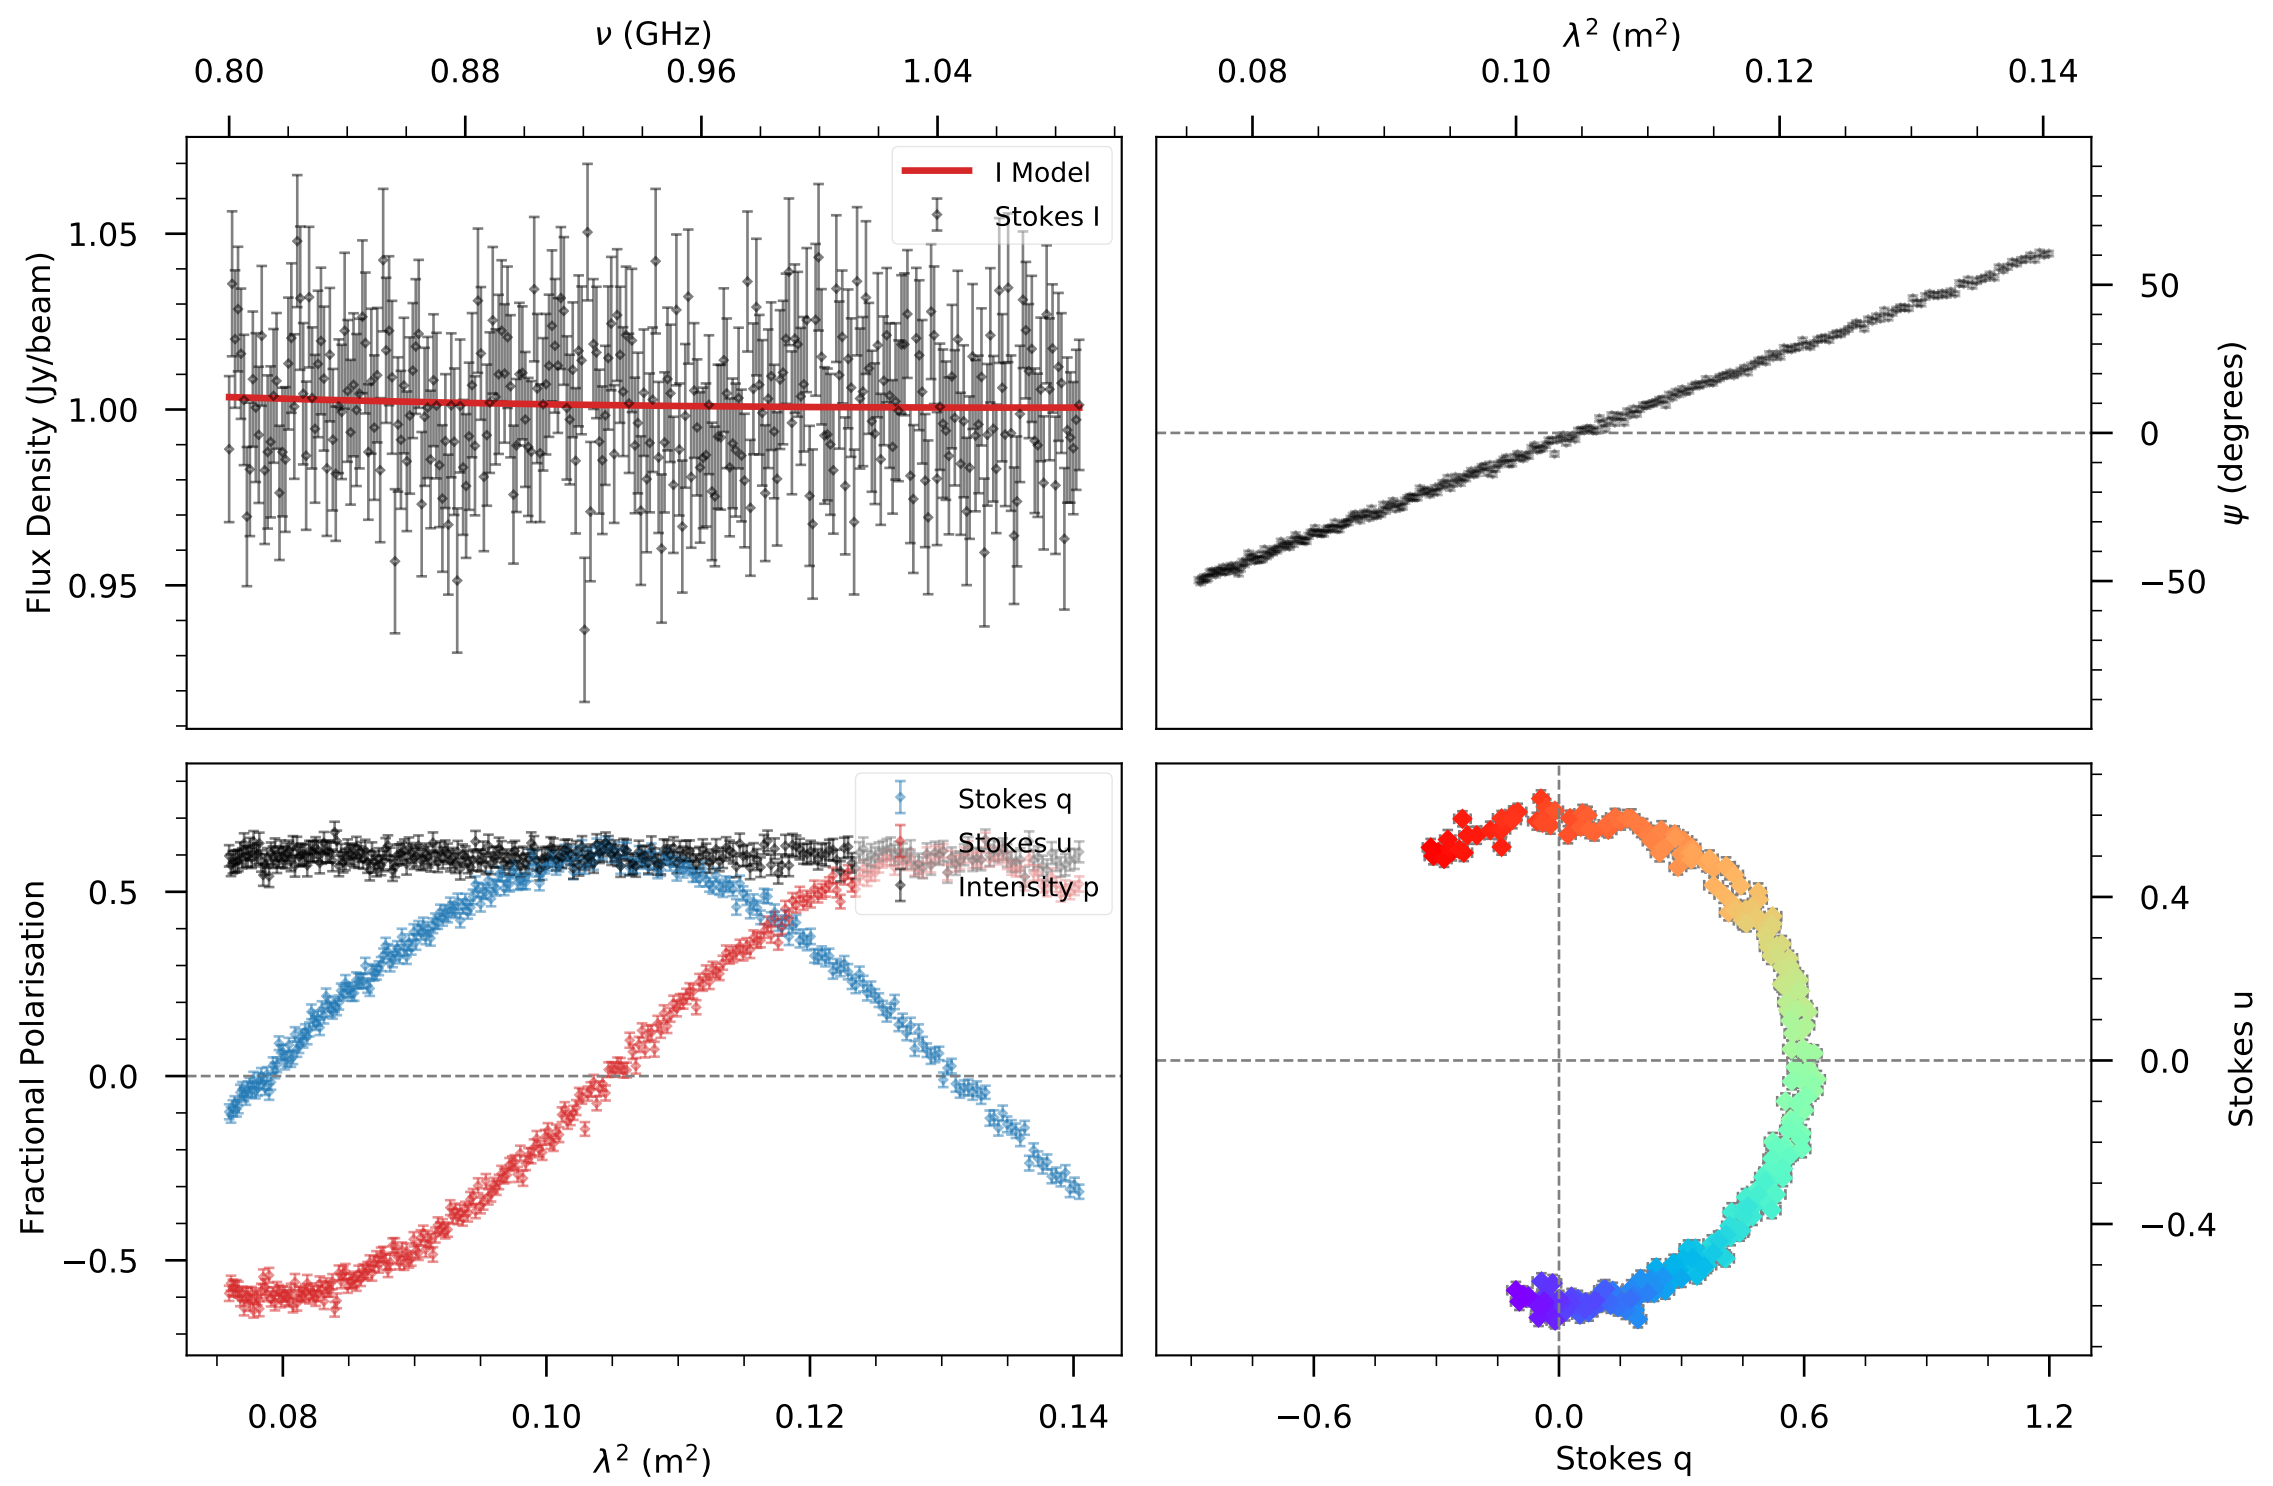 ν (GHz)
0.80 0.88 0.96 1.04
λ² (m²)
0.08 0.10 0.12 0.14
Flux Density (Jy/beam)
1.05
1.00
0.95
I Model
Stokes I
50
0
−50
ψ (degrees)
Fractional Polarisation
0.5
0.0
−0.5
Stokes q
Stokes u
Intensity p
0.08 0.10 0.12 0.14
λ² (m²)
0.4
0.0
−0.4
Stokes u
−0.6 0.0 0.6 1.2
Stokes q